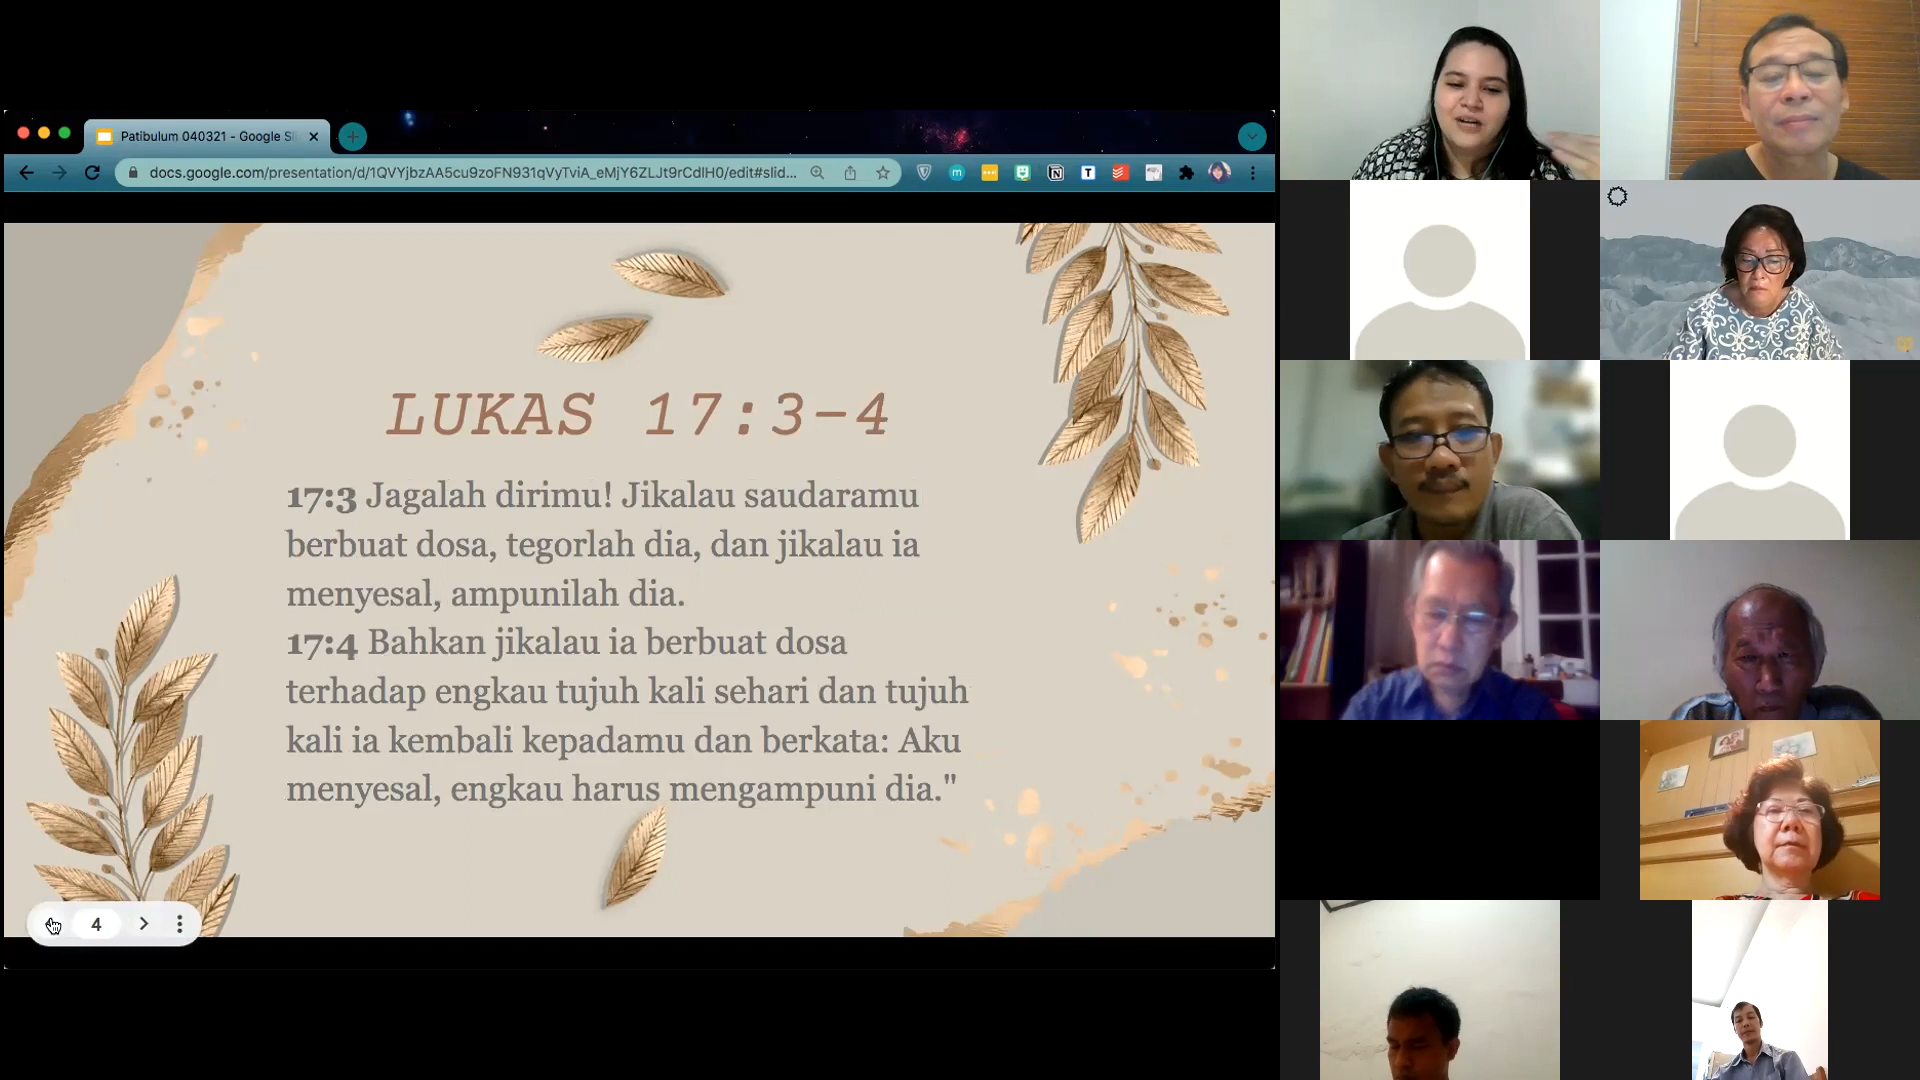 Patibulum 040321 - Google Sl
docs.google.com/presentation/d/1QVYjbzAA5cu9zoFN931qVyTviA_eMjY6ZLJt9rCdlH0/edit#slid...
LUKAS 17:3-4
17:3 Jagalah dirimu! Jikalau saudaramu
berbuat dosa, tegorlah dia, dan jikalau ia
menyesal, ampunilah dia.
17:4 Bahkan jikalau ia berbuat dosa
terhadap engkau tujuh kali sehari dan tujuh
kali ia kembali kepadamu dan berkata: Aku
menyesal, engkau harus mengampuni dia."
4